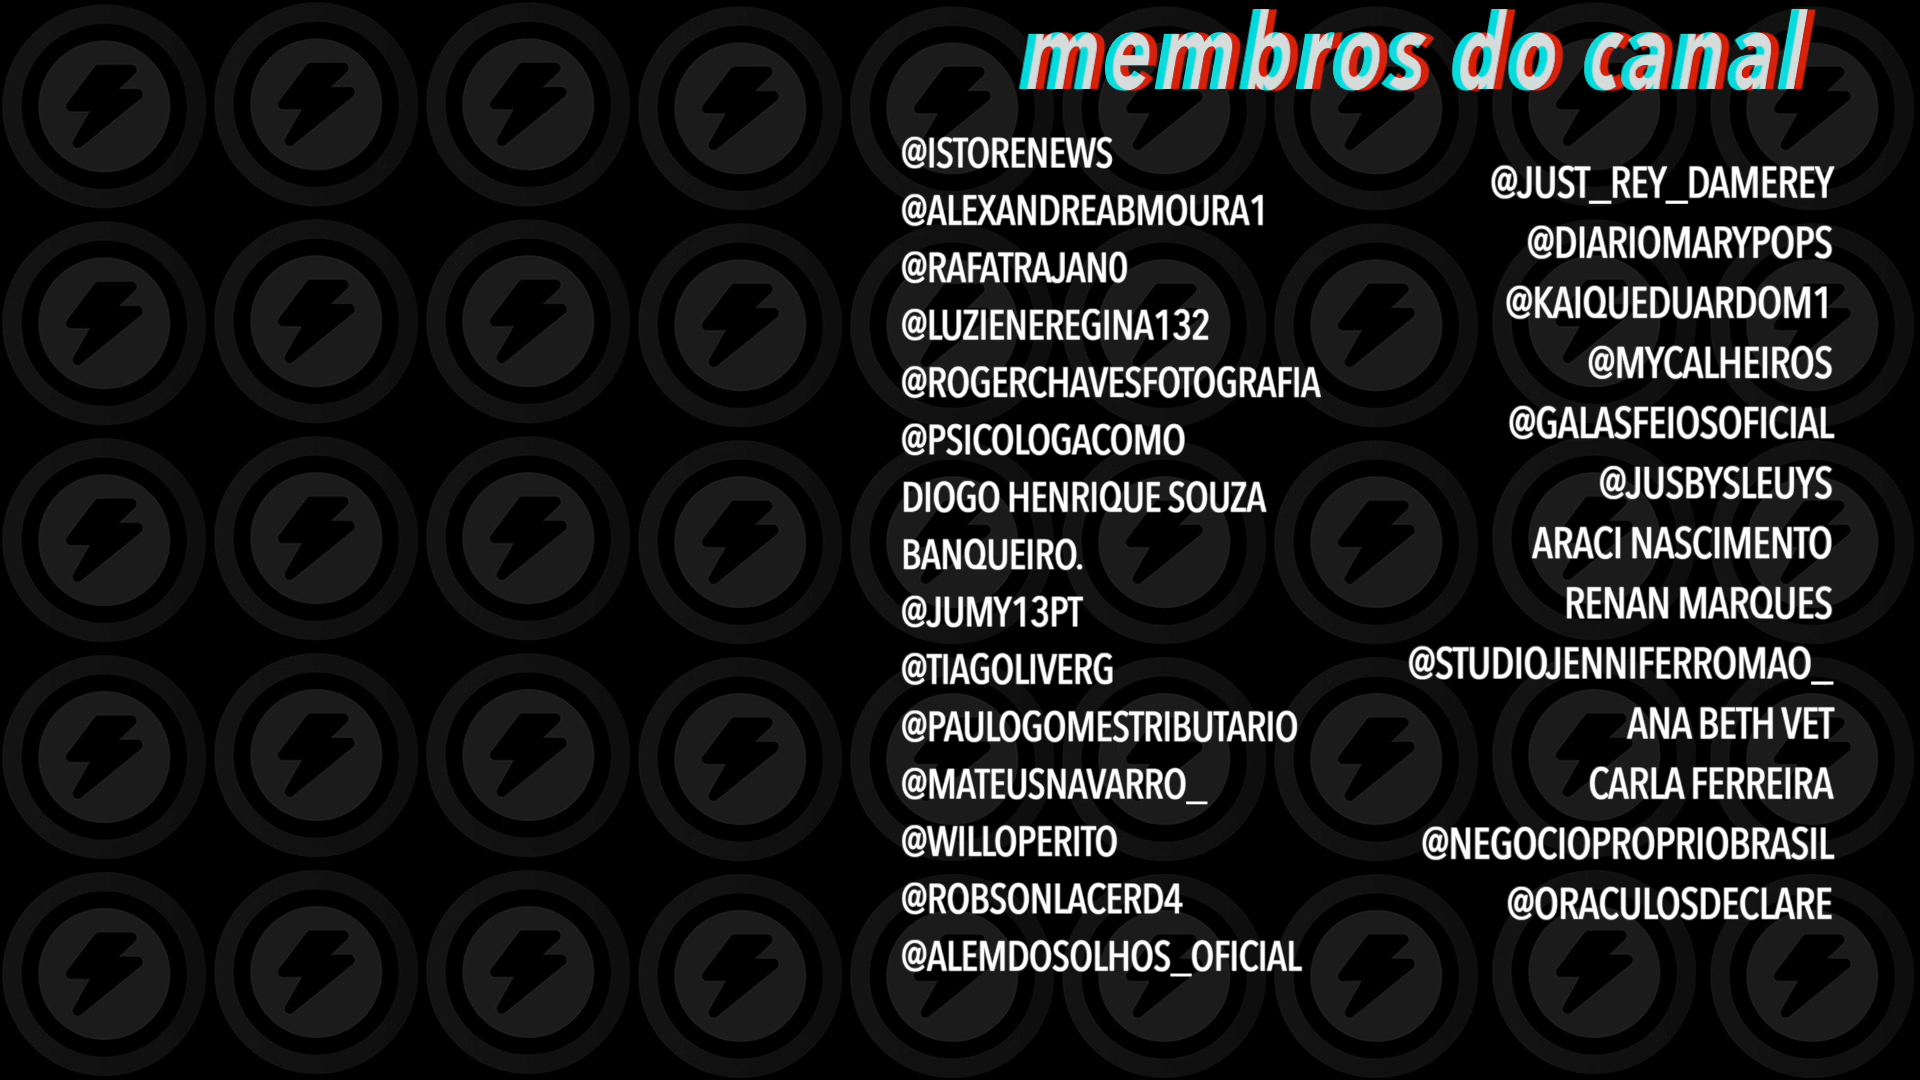 membros do canal
@ISTORENEWS
@ALEXANDREABMOURA1
@RAFATRAJAN0
@LUZIENEREGINA132
@ROGERCHAVESFOTOGRAFIA
@PSICOLOGACOMO
DIOGO HENRIQUE SOUZA
BANQUEIRO.
@JUMY13PT
@TIAGOLIVERG
@PAULOGOMESTRIBUTARIO
@MATEUSNAVARRO_
@WILLOPERITO
@ROBSONLACERD4
@ALEMDOSOLHOS_OFICIAL
@JUST_REY_DAMEREY
@DIARIOMARYPOPS
@KAIQUEDUARDOM1
@MYCALHEIROS
@GALASFEIOSOFICIAL
@JUSBYSLEUYS
ARACI NASCIMENTO
RENAN MARQUES
@STUDIOJENNIFERROMAO_
ANA BETH VET
CARLA FERREIRA
@NEGOCIOPROPRIOBRASIL
@ORACULOSDECLARE